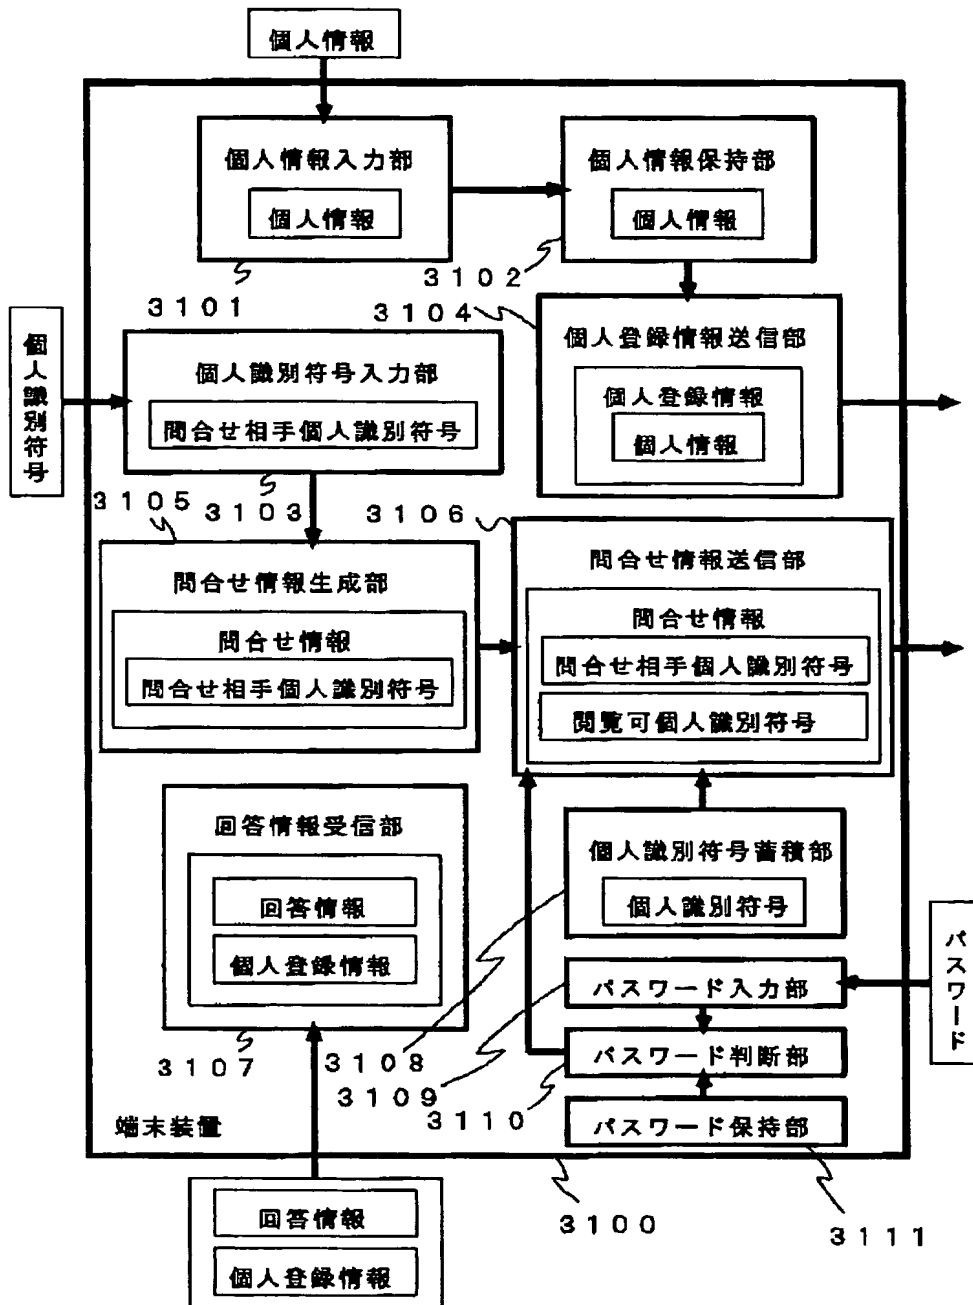 個人情報
個人情報入力部
個人情報
個人情報保持部
個人情報
3101
3102
3104
個人登録情報送信部
個人登録情報
個人情報
個人識別符号
個人識別符号入力部
問合せ相手個人識別符号
3105
3103
3106
問合せ情報生成部
問合せ情報
問合せ相手個人識別符号
問合せ情報送信部
問合せ情報
問合せ相手個人識別符号
閲覧可個人識別符号
回答情報受信部
回答情報
個人登録情報
個人識別符号蓄積部
個人識別符号
パスワード
パスワード入力部
パスワード判断部
パスワード保持部
3107
3108
3109
3110
端末装置
3100
3111
回答情報
個人登録情報